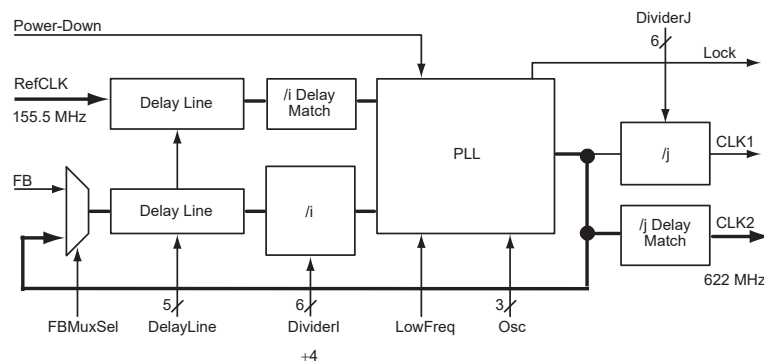 Power-Down
DividerJ
6
Lock
RefCLK
155.5 MHz
Delay Line
/i Delay
Match
PLL
/j
CLK1
FB
Delay Line
/i
/j Delay
Match
CLK2
622 MHz
5
6
3
FBMuxSel
DelayLine
DividerI
LowFreq
Osc
+4